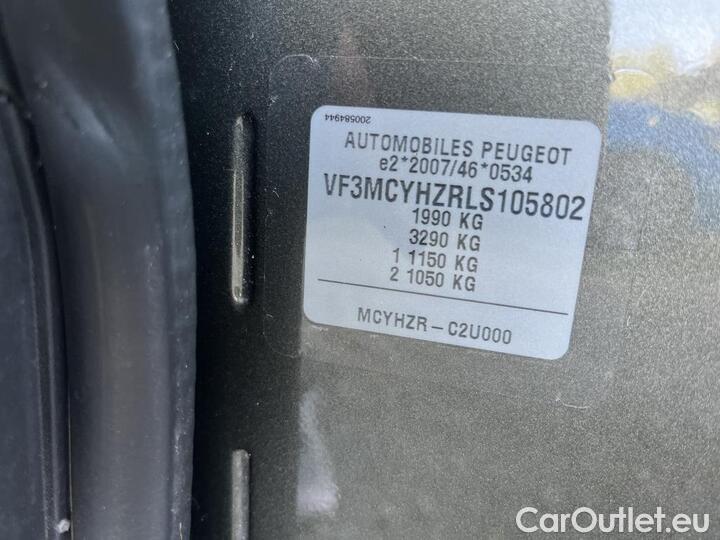 200584944
AUTOMOBILES PEUGEOT
e2*2007/46*0534
VF3MCYHZRLS105802
1990 KG
3290 KG
1 1150 KG
2 1050 KG
MCYHZR - C2U000
CarOutlet.eu